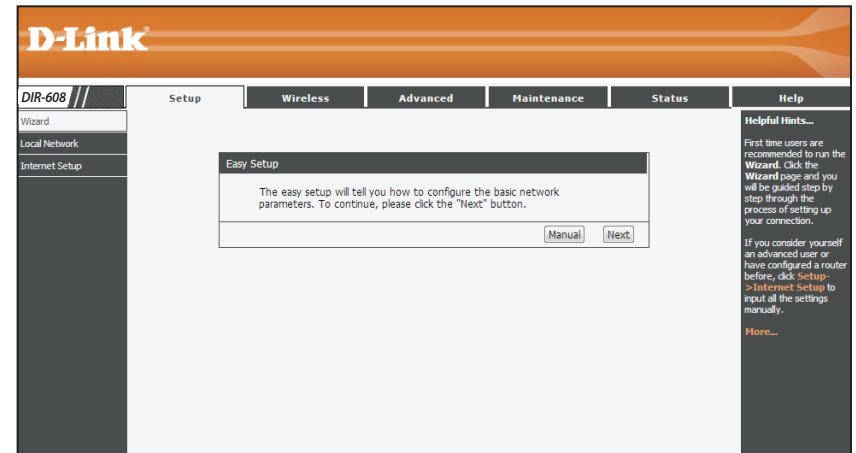 D-Link
DIR-608
Setup
Wireless
Advanced
Maintenance
Status
Help
Wizard
Local Network
Internet Setup
Easy Setup
The easy setup will tell you how to configure the basic network
parameters. To continue, please click the "Next" button.
Manual
Next
Helpful Hints...
First time users are
recommended to run the
Wizard. Click the
Wizard page and you
will be guided step by
step through the
process of setting up
your connection.
If you consider yourself
an advanced user or
have configured a router
before, click Setup-
>Internet Setup to
input all the settings
manually.
More...